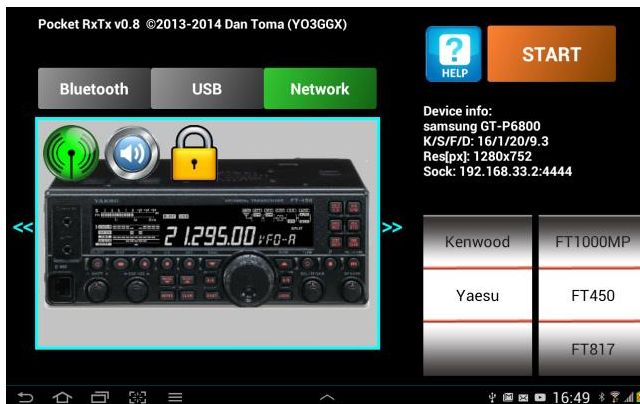 Pocket RxTx v0.8 ©2013-2014 Dan Toma (YO3GGX)
Bluetooth
USB
Network
?
HELP
START
Device info:
samsung GT-P6800
K/S/F/D: 16/1/20/9.3
Res[px]: 1280x752
Sock: 192.168.33.2:4444
<<
YAESU
FT-450
21.295.00 VFO-A
>>
Kenwood
FT1000MP
Yaesu
FT450
FT817
16:49